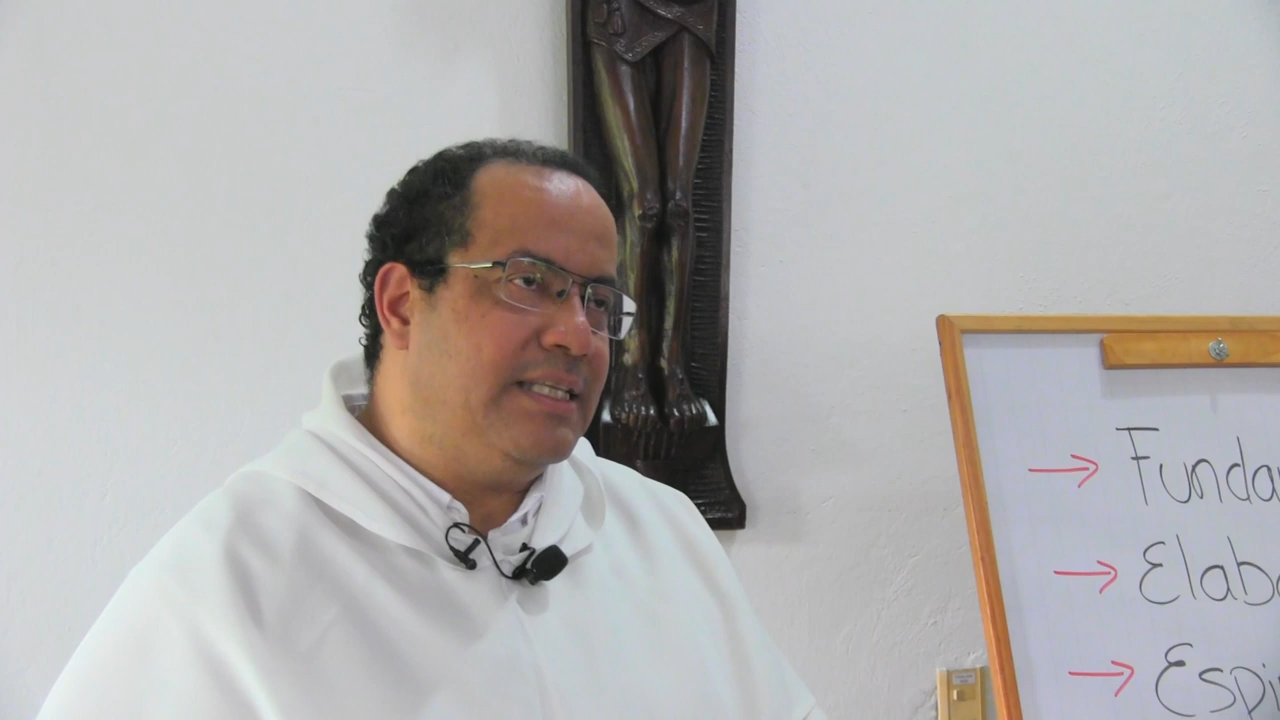 → Funda
→ Elabo
→ Espi